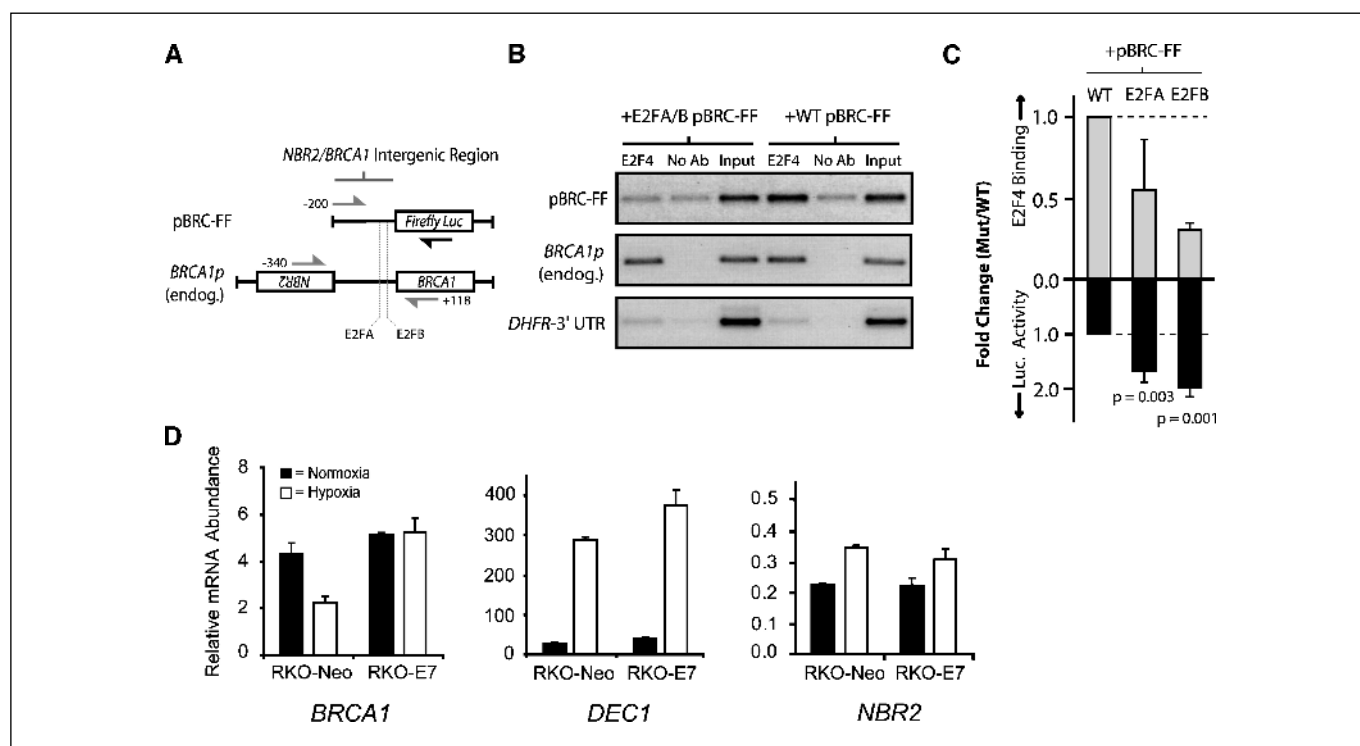 A
NBR2/BRCA1 Intergenic Region
-200
pBRC-FF
Firefly Luc
-340
BRCA1p
(endog.)
NBR2
BRCA1
+118
E2FA
E2FB
B
+E2FA/B pBRC-FF
+WT pBRC-FF
E2F4 No Ab Input E2F4 No Ab Input
pBRC-FF
BRCA1p
(endog.)
DHFR-3' UTR
C
+pBRC-FF
WT E2FA E2FB
Fold Change (Mut/WT)
E2F4 Binding
Luc. Activity
1.0
0.5
0.0
1.0
2.0
p = 0.003
p = 0.001
D
Relative mRNA Abundance
8
6
4
2
0
= Normoxia
= Hypoxia
RKO-Neo RKO-E7
BRCA1
400
300
200
100
0
RKO-Neo RKO-E7
DEC1
0.5
0.4
0.3
0.2
0.1
0.0
RKO-Neo RKO-E7
NBR2